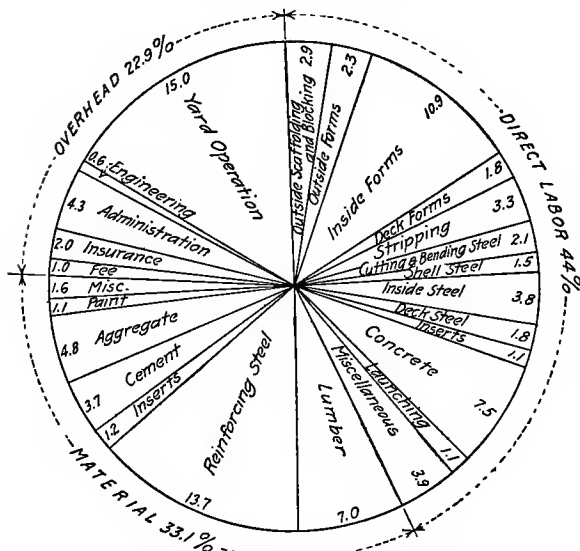 OVERHEAD 22.9%
DIRECT LABOR 44%
MATERIAL 33.1%
Outside Scaffolding
and Blocking 2.9
Outside Forms 2.3
Inside Forms 10.9
Deck Forms 1.8
Stripping 3.3
Cutting & Bending Steel 2.1
Shell Steel 1.5
Inside Steel 3.8
Deck Steel 1.8
Inserts 1.1
Concrete 7.5
Launching 1.1
Miscellaneous 3.9
Lumber 7.0
Reinforcing Steel 13.7
Inserts 1.2
Cement 3.7
Aggregate 4.8
Paint 1.1
Misc. 1.6
Fee 1.0
Insurance 2.0
Administration 4.3
Engineering 0.6
Yard Operation 15.0